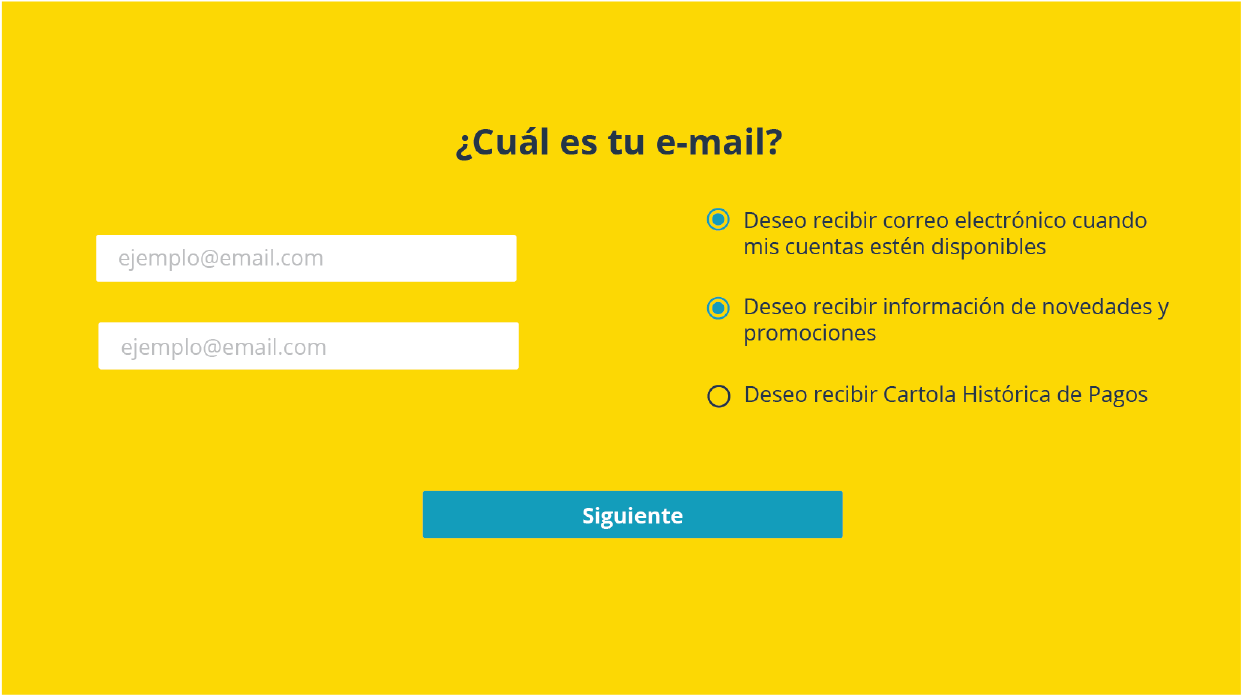 ¿Cuál es tu e-mail?
ejemplo@email.com
ejemplo@email.com
Deseo recibir correo electrónico cuando
mis cuentas estén disponibles
Deseo recibir información de novedades y
promociones
Deseo recibir Cartola Histórica de Pagos
Siguiente